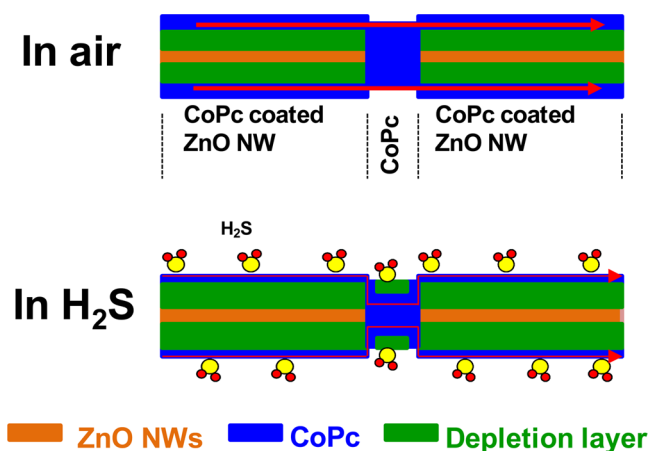 In air
CoPc coated
ZnO NW
CoPc
CoPc coated
ZnO NW
H₂S
In H₂S
ZnO NWs
CoPc
Depletion layer